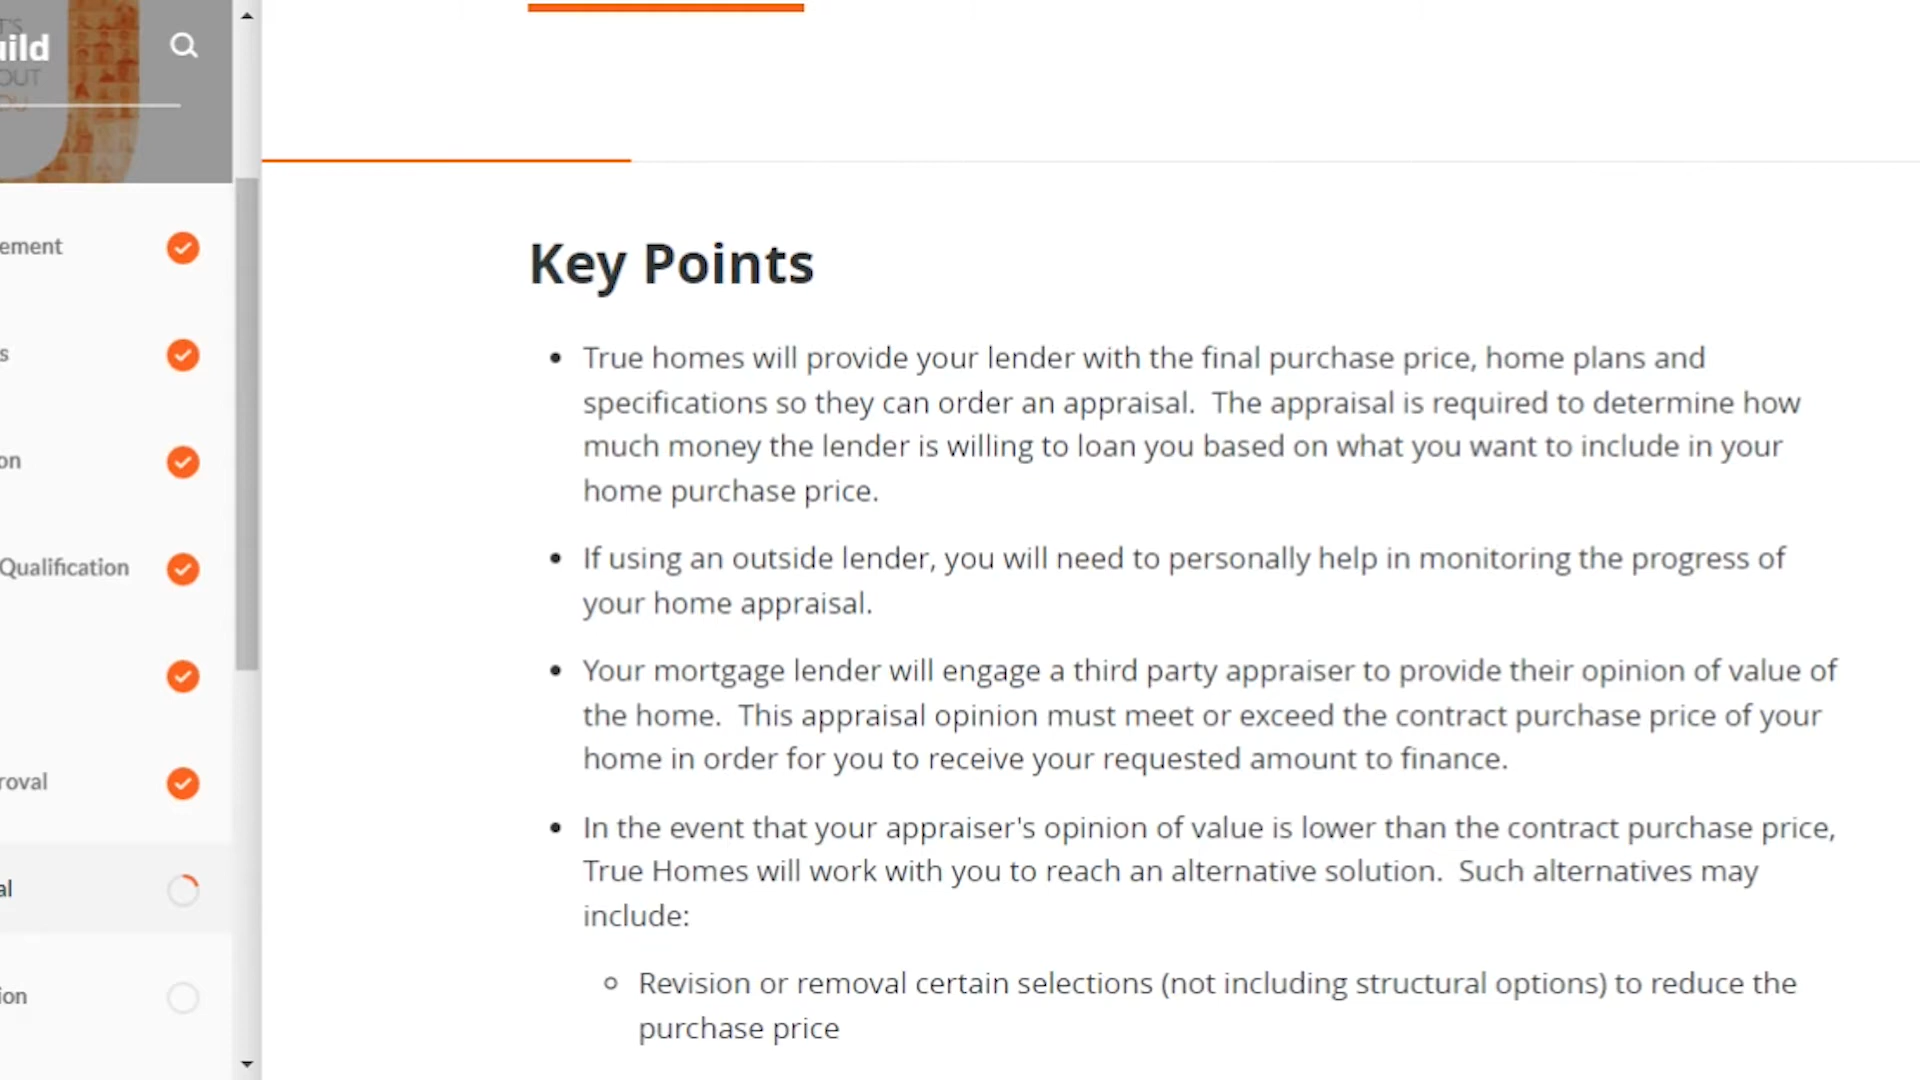 uild
OUT
Key Points
ement
True homes will provide your lender with the final purchase price, home plans and
s
specifications so they can order an appraisal.  The appraisal is required to determine how
on
much money the lender is willing to loan you based on what you want to include in your
home purchase price.
Qualification
If using an outside lender, you will need to personally help in monitoring the progress of
your home appraisal.
Your mortgage lender will engage a third party appraiser to provide their opinion of value of
the home.  This appraisal opinion must meet or exceed the contract purchase price of your
home in order for you to receive your requested amount to finance.
roval
In the event that your appraiser's opinion of value is lower than the contract purchase price,
True Homes will work with you to reach an alternative solution.  Such alternatives may
include:
al
Revision or removal certain selections (not including structural options) to reduce the
purchase price
ion